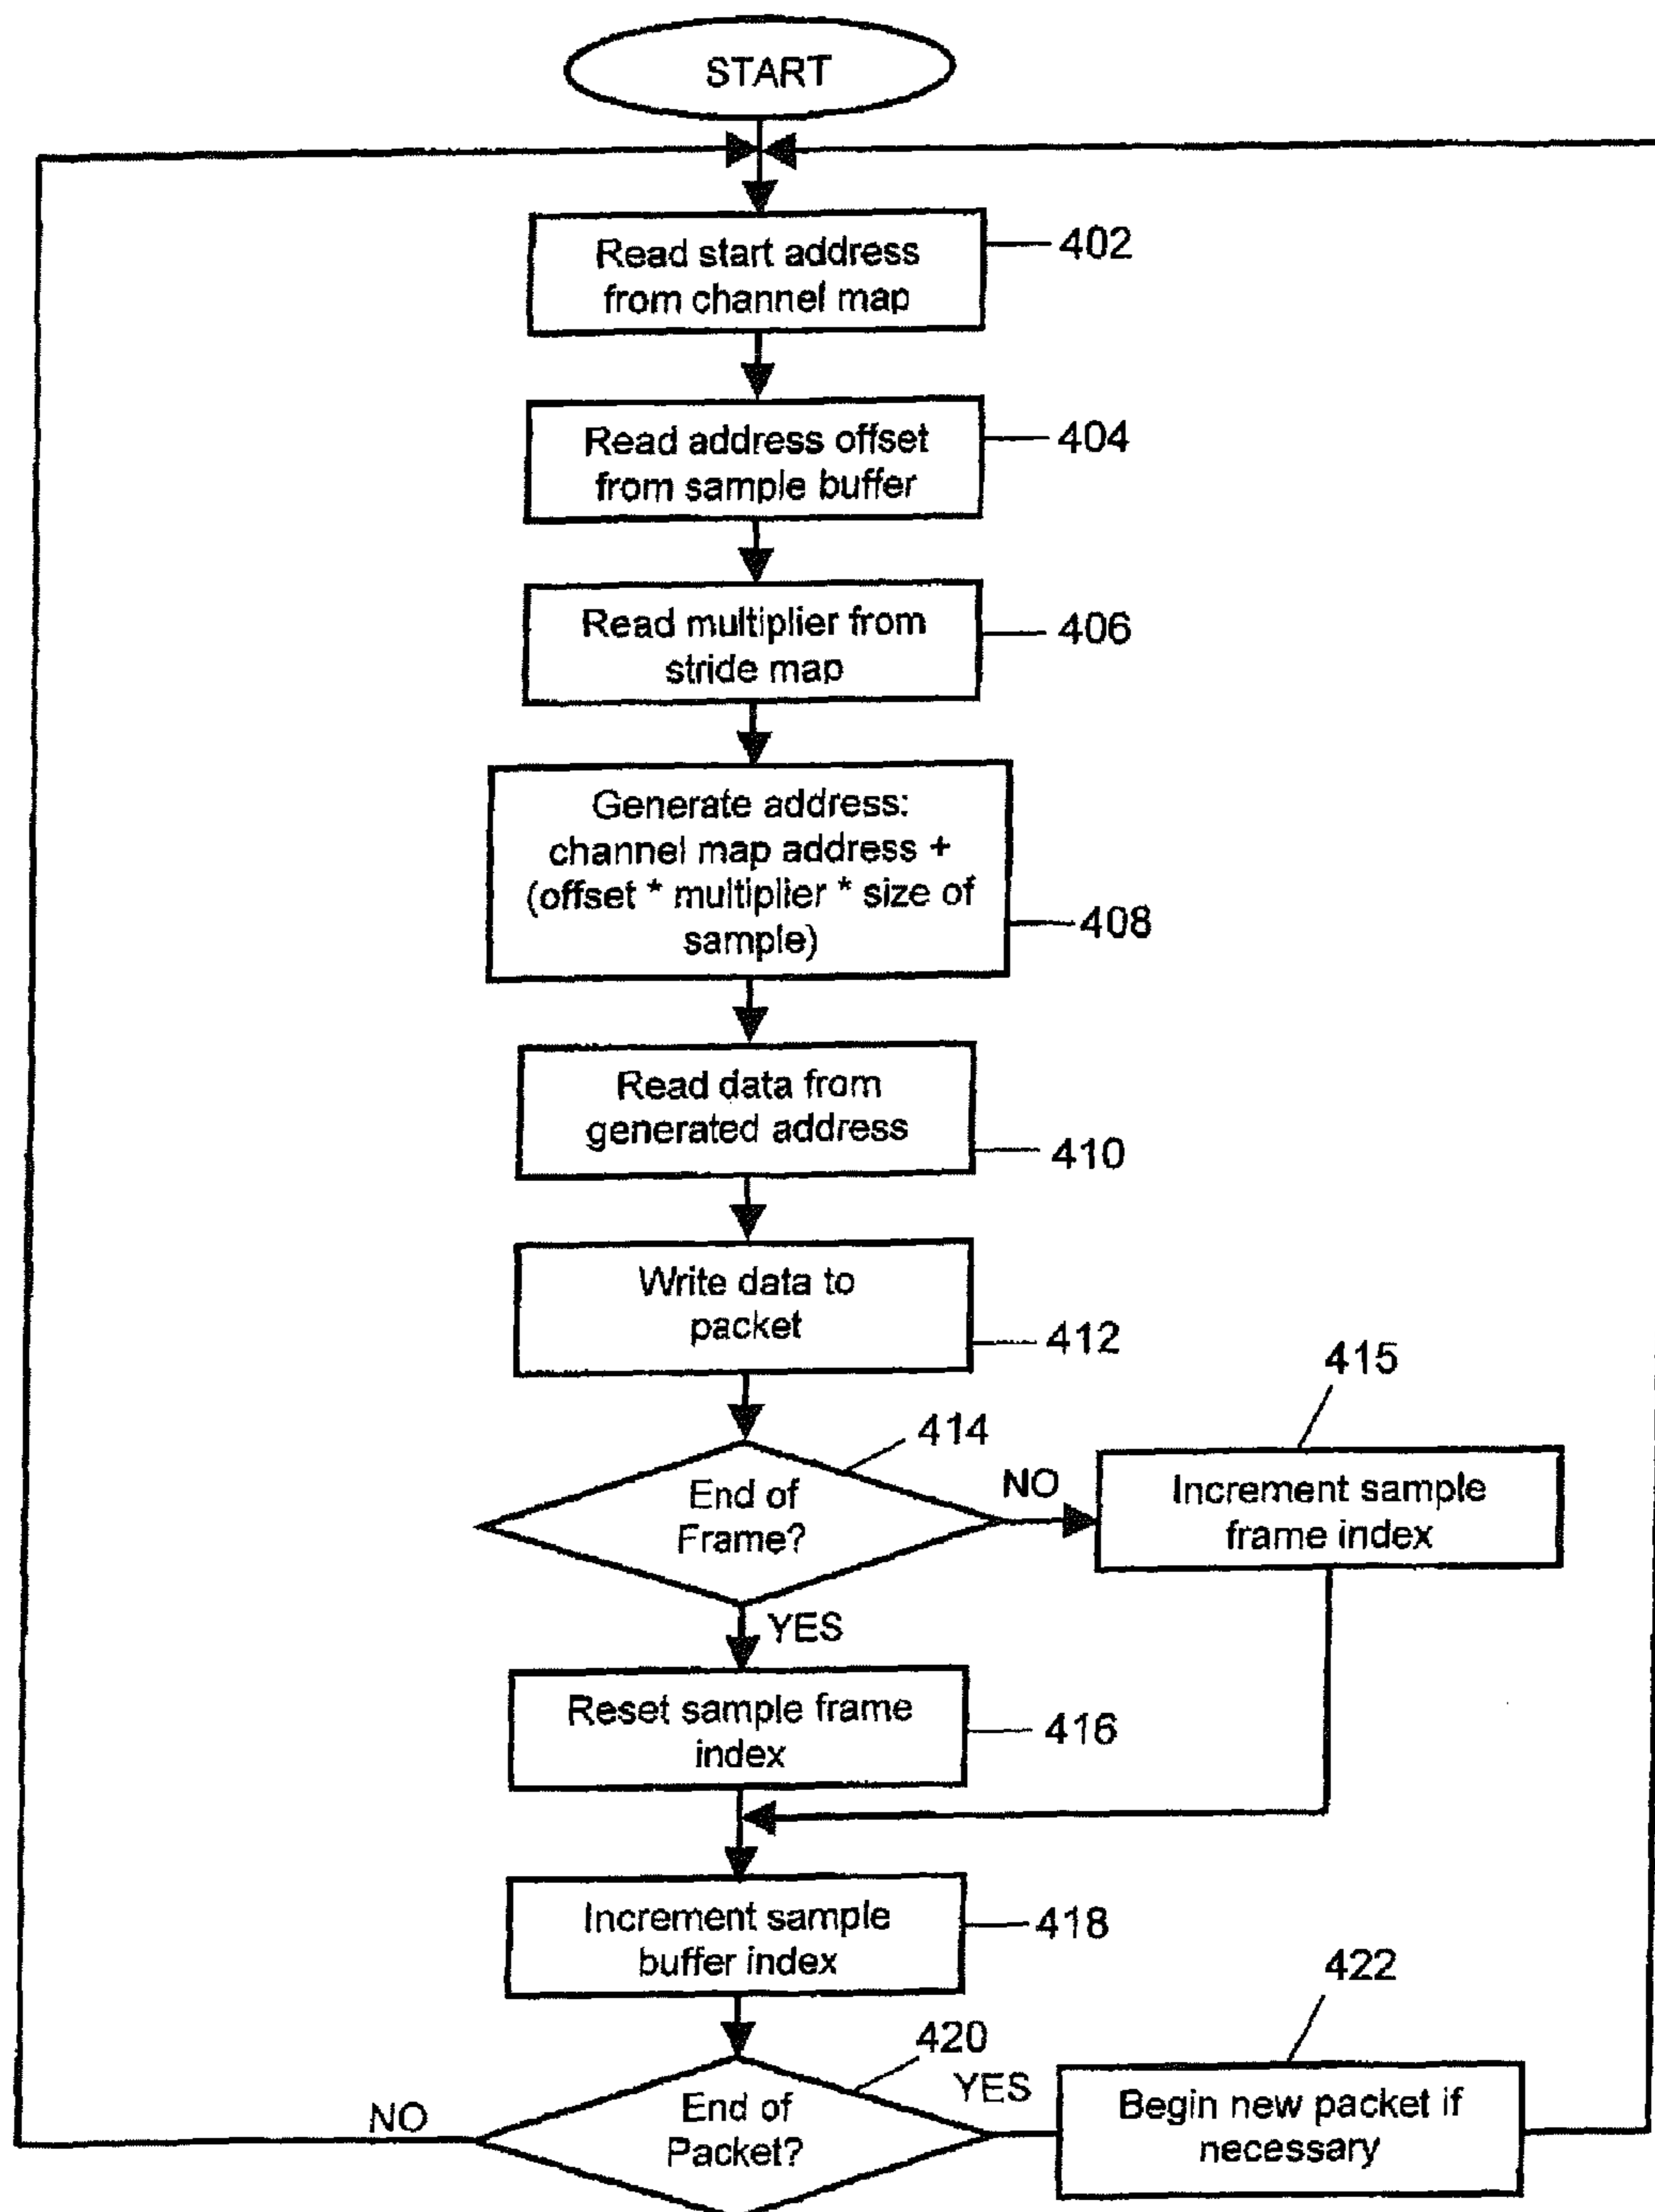 START
Read start address
from channel map
402
Read address offset
from sample buffer
404
Read multiplier from
stride map
406
Generate address:
channel map address +
(offset * multiplier * size of
sample)
408
Read data from
generated address
410
Write data to
packet
412
415
414
End of
Frame?
NO
Increment sample
frame index
YES
Reset sample frame
index
416
Increment sample
buffer index
418
422
420
NO
End of
Packet?
YES
Begin new packet if
necessary